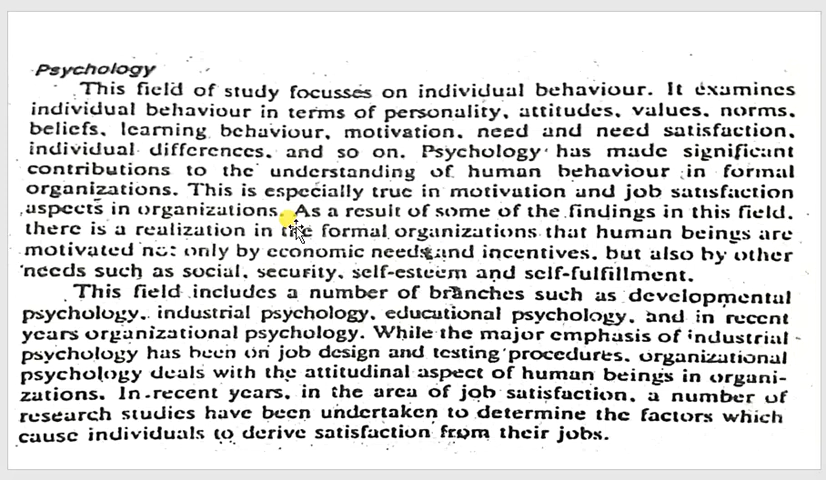 Psychology
This field of study focusses on individual behaviour. It examines
individual behaviour in terms of personality, attitudes, values, norms,
beliefs, learning behaviour, motivation, need and need satisfaction,
individual differences, and so on. Psychology has made significant
contributions to the understanding of human behaviour in formal
organizations. This is especially true in motivation and job satisfaction
aspects in organizations. As a result of some of the findings in this field,
there is a realization in the formal organizations that human beings are
motivated not only by economic needs and incentives, but also by other
needs such as social, security, self-esteem and self-fulfillment.
This field includes a number of branches such as developmental
psychology, industrial psychology, educational psychology, and in recent
years organizational psychology. While the major emphasis of industrial
psychology has been on job design and testing procedures, organizational
psychology deals with the attitudinal aspect of human beings in organi-
zations. In recent years, in the area of job satisfaction, a number of
research studies have been undertaken to determine the factors which
cause individuals to derive satisfaction from their jobs.